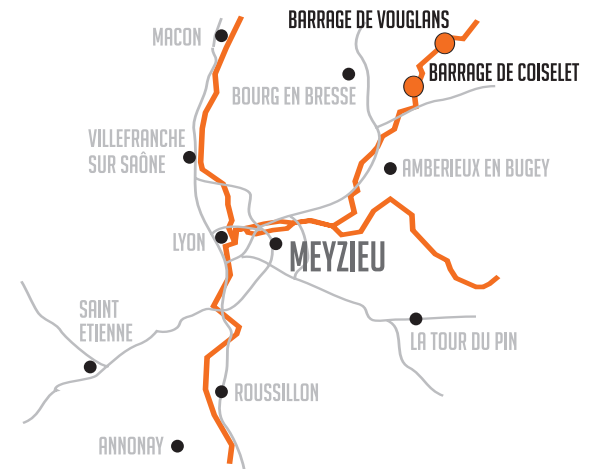 BARRAGE DE VOUGLANS
MACON
BARRAGE DE COISELET
BOURG EN BRESSE
VILLEFRANCHE
SUR SAÔNE
AMBERIEUX EN BUGEY
LYON
MEYZIEU
SAINT
ETIENNE
LA TOUR DU PIN
ROUSSILLON
ANNONAY